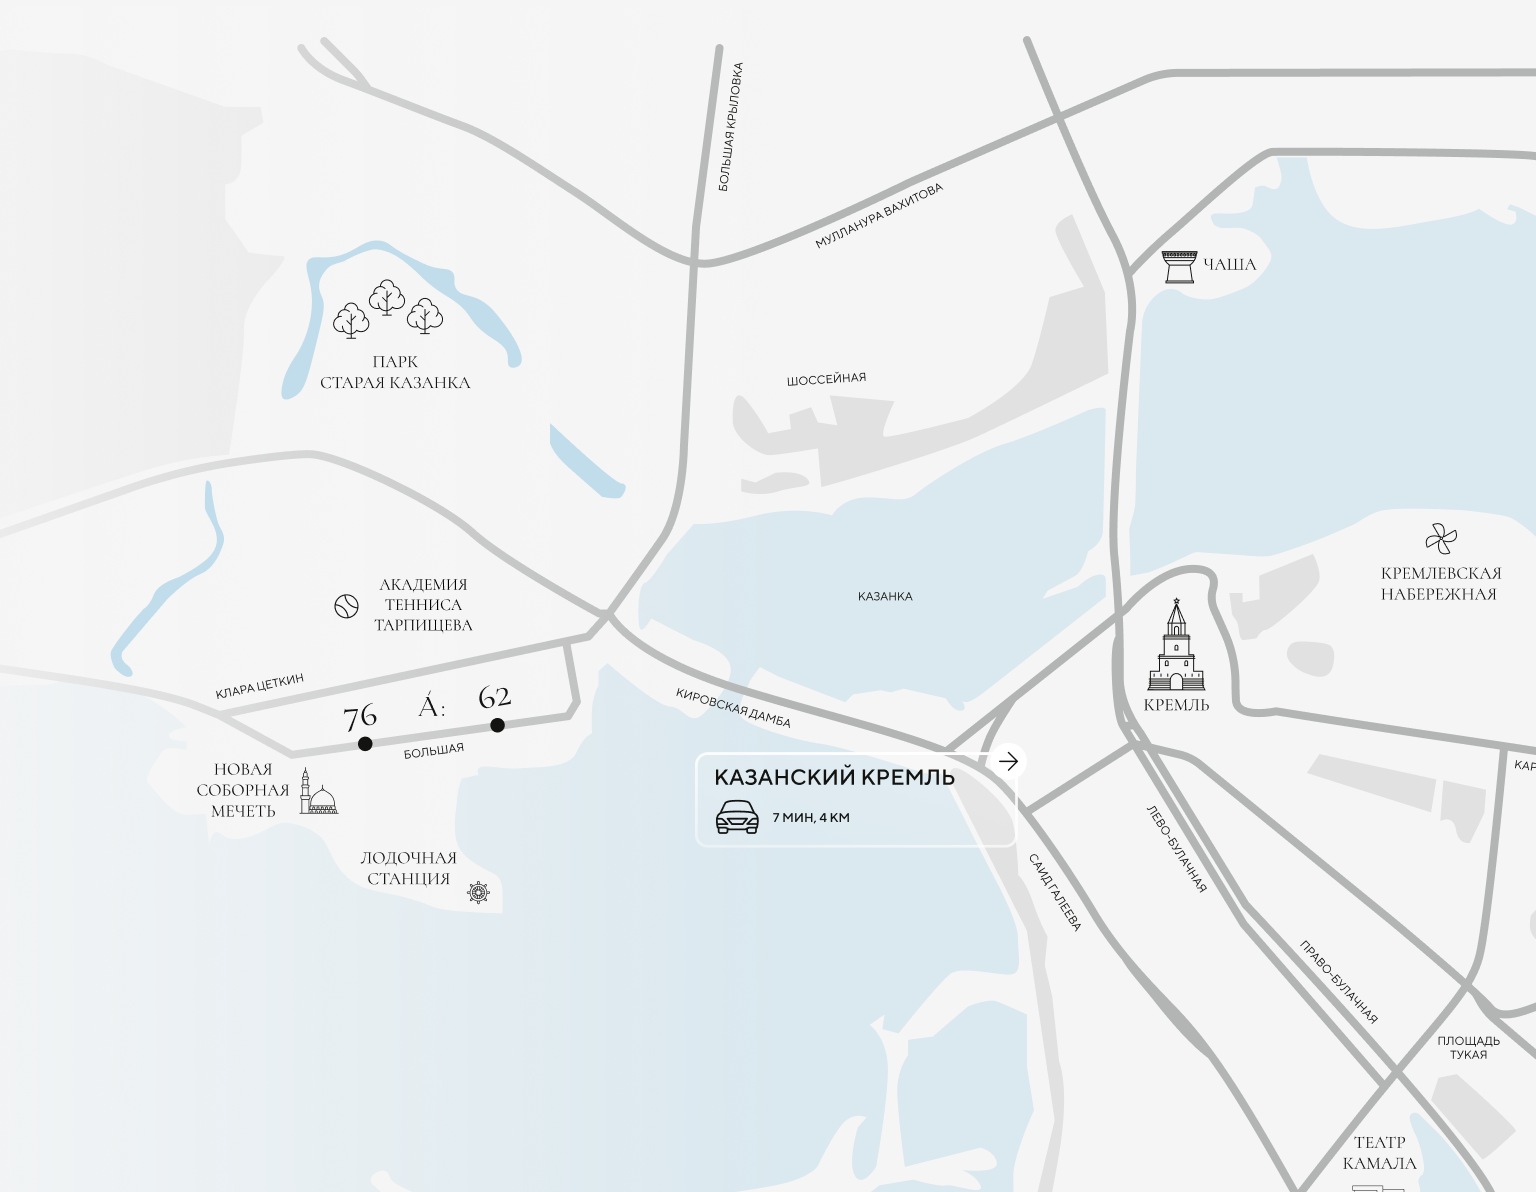 БОЛЬШАЯ КРЫЛОВКА
МУЛЛАНУРА ВАХИТОВА
ЧАША
ПАРК
СТАРАЯ КАЗАНКА
ШОССЕЙНАЯ
КРЕМЛЕВСКАЯ
НАБЕРЕЖНАЯ
АКАДЕМИЯ
ТЕННИСА
ТАРПИЩЕВА
КАЗАНКА
КЛАРА ЦЕТКИН
76
Á:
62
БОЛЬШАЯ
КИРОВСКАЯ ДАМБА
КРЕМЛЬ
НОВАЯ
СОБОРНАЯ
МЕЧЕТЬ
КАЗАНСКИЙ КРЕМЛЬ
7 МИН, 4 КМ
КАР
ЛОДОЧНАЯ
СТАНЦИЯ
САИД ГАЛЕЕВА
ЛЕВО-БУЛАЧНАЯ
ПРАВО-БУЛАЧНАЯ
ПЛОЩАДЬ
ТУКАЯ
ТЕАТР
КАМАЛА